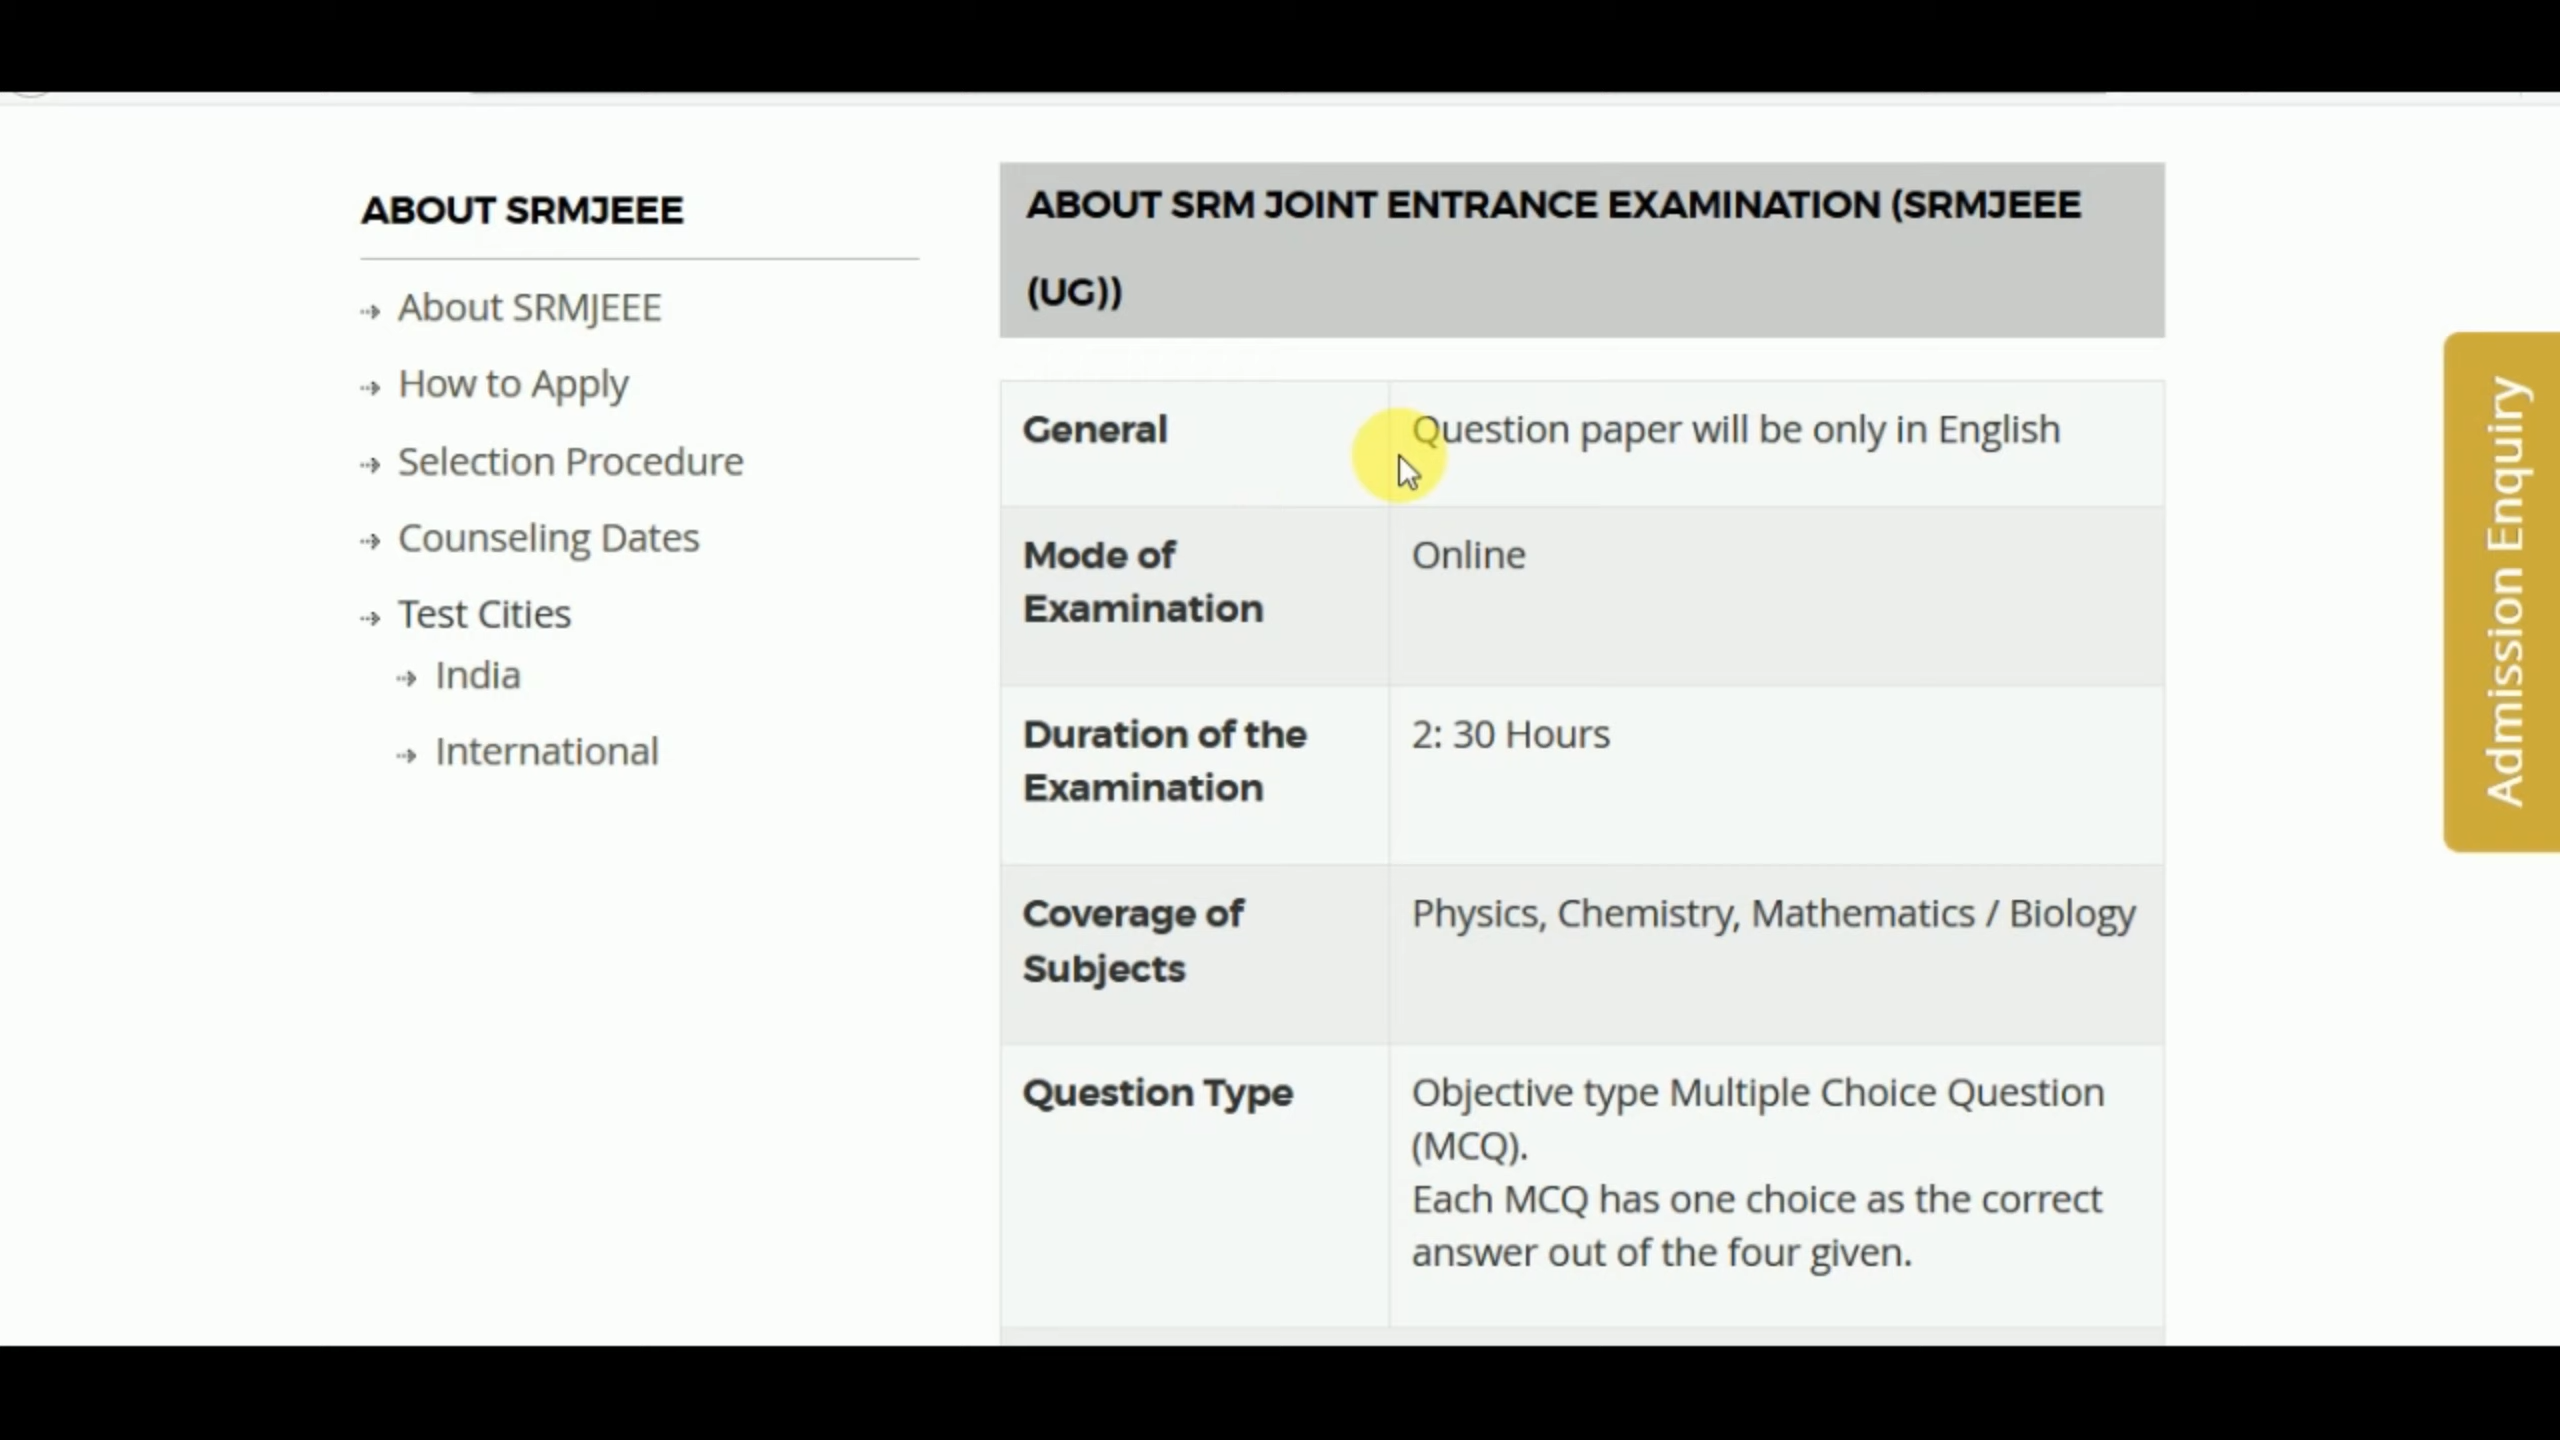 ABOUT SRMJEEE
About SRMJEEE
How to Apply
Selection Procedure
Counseling Dates
Test Cities
India
International
ABOUT SRM JOINT ENTRANCE EXAMINATION (SRMJEEE
(UG))
General
Question paper will be only in English
Mode of
Examination
Online
Duration of the
Examination
2: 30 Hours
Coverage of
Subjects
Physics, Chemistry, Mathematics / Biology
Question Type
Objective type Multiple Choice Question
(MCQ).
Each MCQ has one choice as the correct
answer out of the four given.
Admission Enquiry